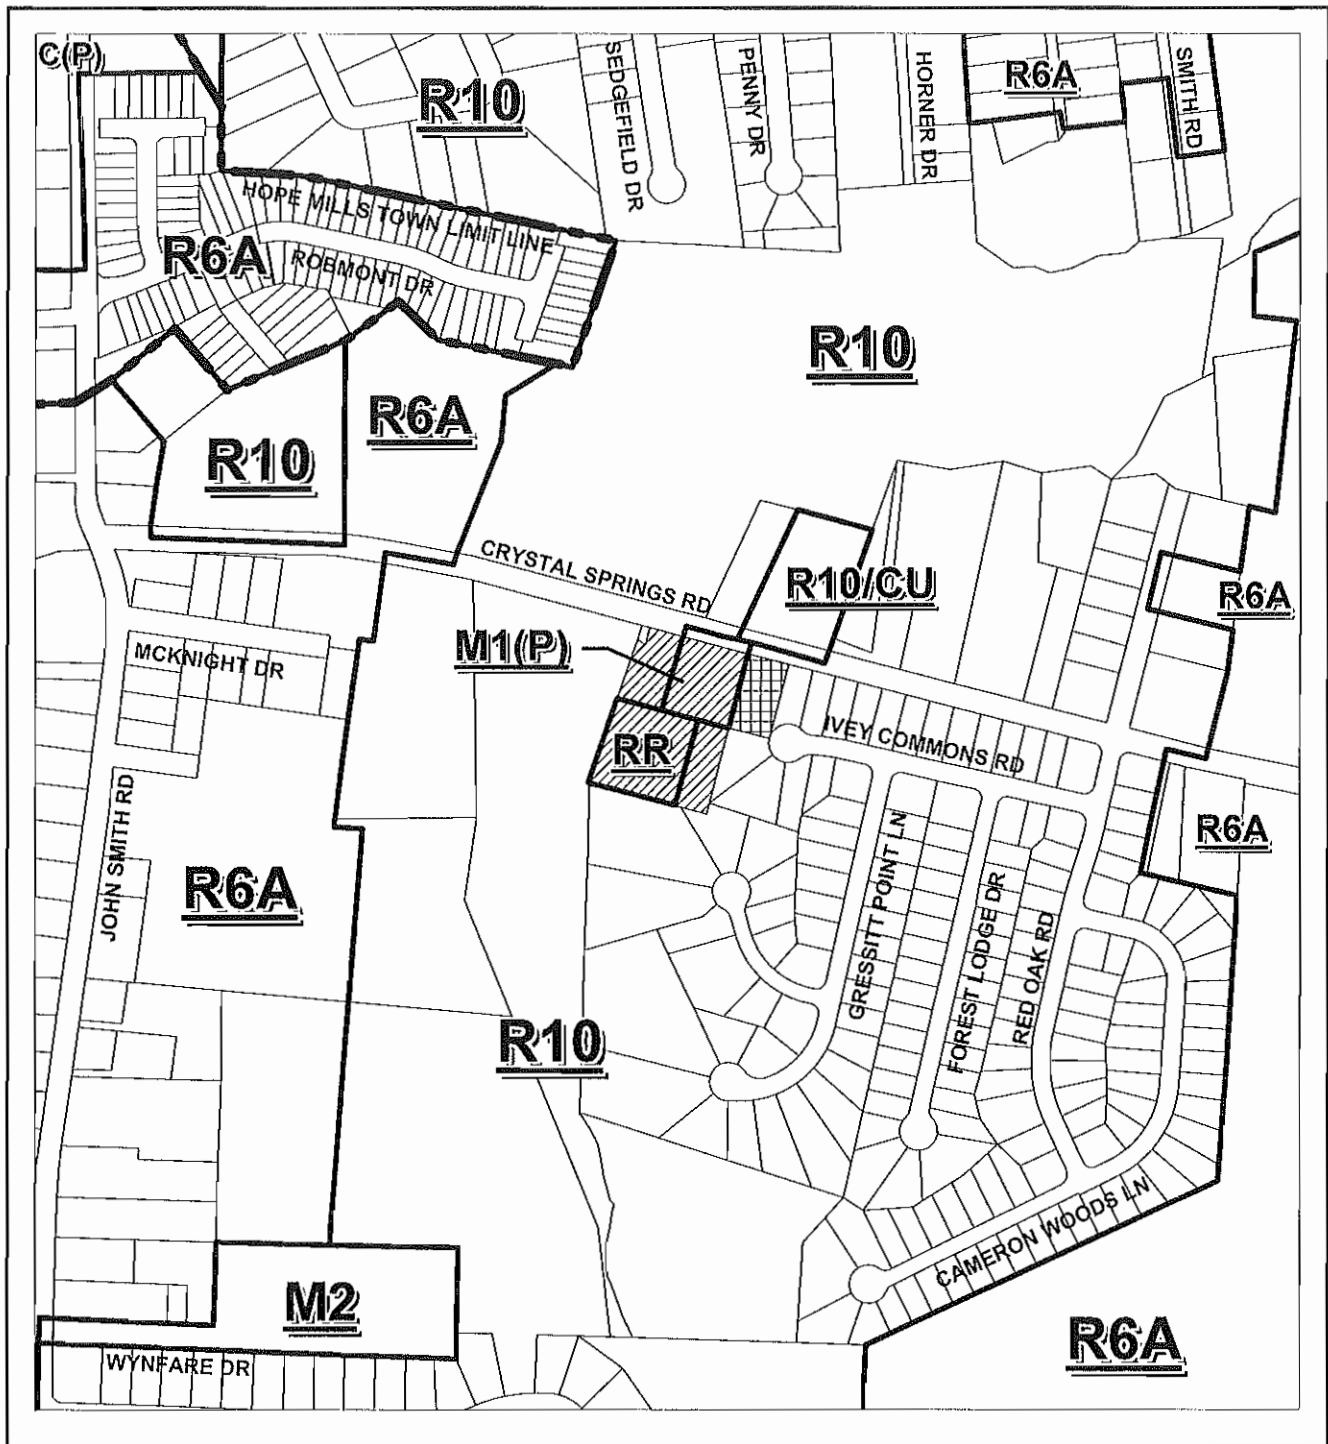 C(P)
R10
SEDGEFIELD DR
PENNY DR
HORNER DR
R6A
SMITH RD
HOPE MILLS TOWN LIMIT LINE
R6A
ROBMONT DR
R10
R6A
R10
CRYSTAL SPRINGS RD
R10/CU
R6A
M1(P)
MCKNIGHT DR
RR
IVEY COMMONS RD
JOHN SMITH RD
R6A
R6A
GRESSITT POINT LN
FOREST LODGE DR
RED OAK RD
R10
CAMERON WOODS LN
M2
R6A
WYNFARE DR